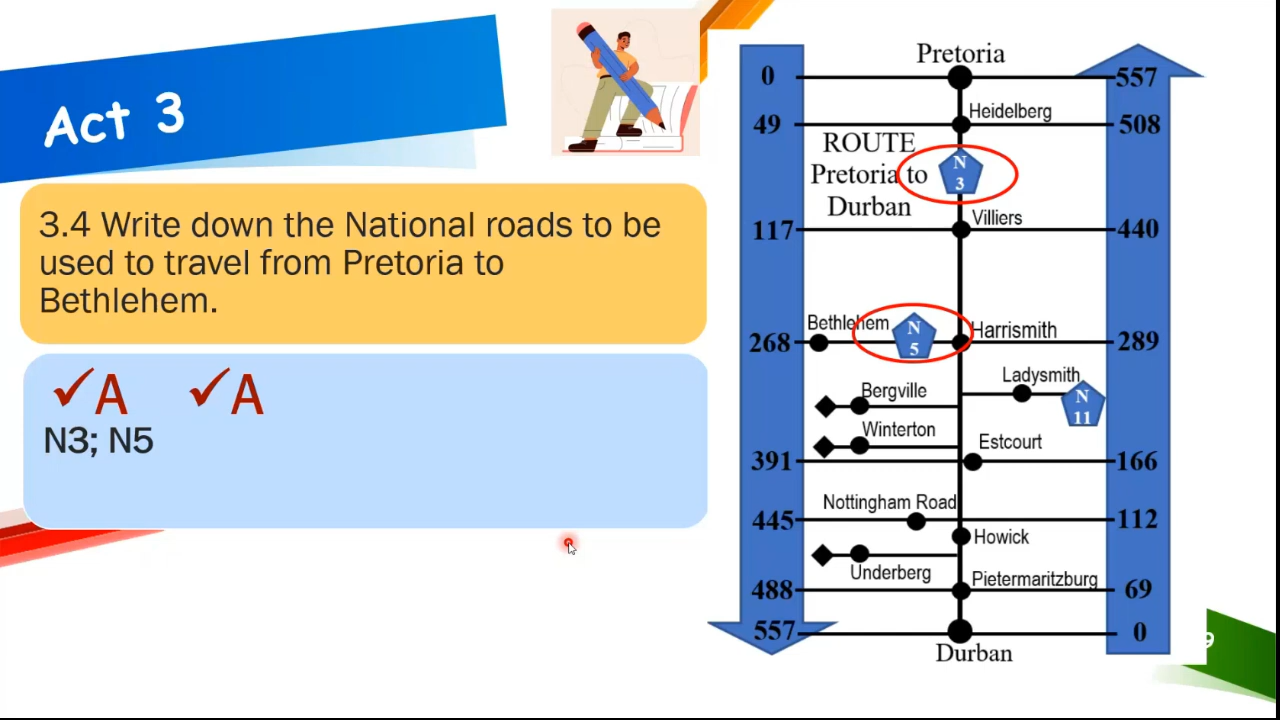 Act 3
3.4 Write down the National roads to be
used to travel from Pretoria to
Bethlehem.
✓A ✓A
N3; N5
Pretoria
0
557
Heidelberg
49
508
ROUTE
Pretoria to
Durban
N
3
Villiers
117
440
Bethlehem
N
5
Harrismith
268
289
Ladysmith
N
11
Bergville
Winterton
Estcourt
391
166
Nottingham Road
445
112
Howick
Underberg
Pietermaritzburg
488
69
557
0
Durban
9